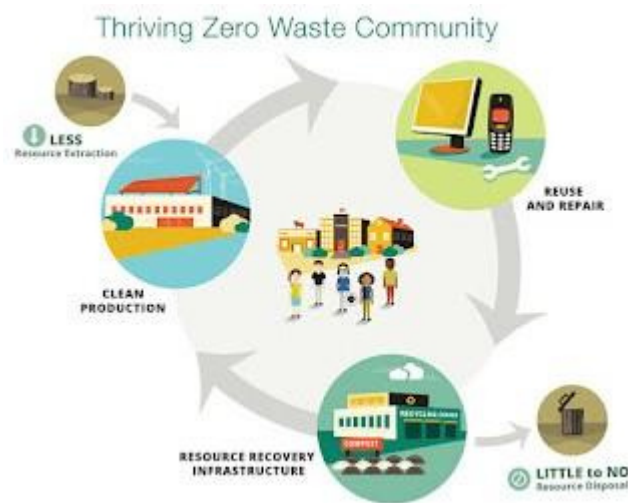 Thriving Zero Waste Community
LESS
Resource Extraction
REUSE
AND REPAIR
CLEAN
PRODUCTION
RECYCLING
COMPOST
RESOURCE RECOVERY
INFRASTRUCTURE
LITTLE to NO
Resource Disposal